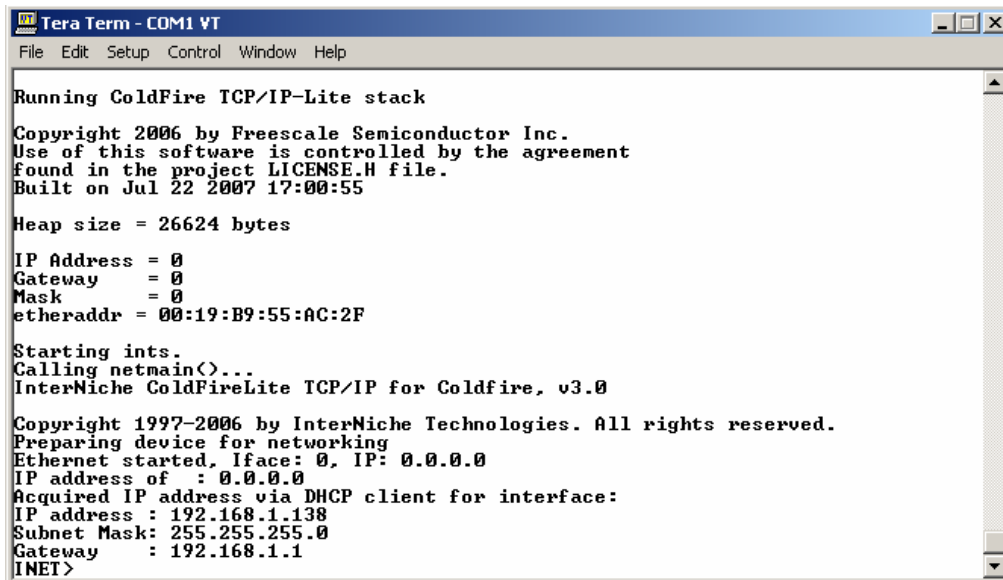 Tera Term - COM1 VT
File Edit Setup Control Window Help
Running ColdFire TCP/IP-Lite stack
Copyright 2006 by Freescale Semiconductor Inc.
Use of this software is controlled by the agreement
found in the project LICENSE.H file.
Built on Jul 22 2007 17:00:55
Heap size = 26624 bytes
IP Address = 0
Gateway = 0
Mask = 0
etheraddr = 00:19:B9:55:AC:2F
Starting ints.
Calling netmain()...
InterNiche ColdFireLite TCP/IP for Coldfire, v3.0
Copyright 1997-2006 by InterNiche Technologies. All rights reserved.
Preparing device for networking
Ethernet started, Iface: 0, IP: 0.0.0.0
IP address of : 0.0.0.0
Acquired IP address via DHCP client for interface:
IP address : 192.168.1.138
Subnet Mask: 255.255.255.0
Gateway : 192.168.1.1
INET>